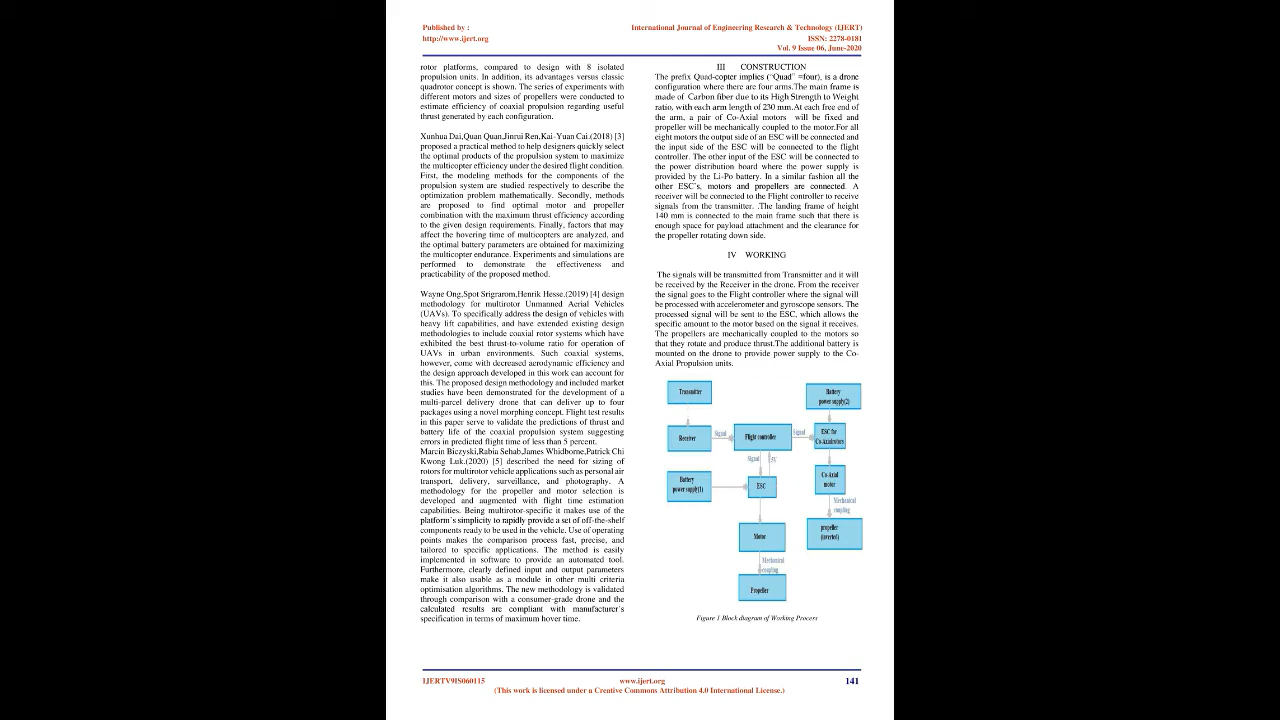 Published by :
http://www.ijert.org
International Journal of Engineering Research & Technology (IJERT)
ISSN: 2278-0181
Vol. 9 Issue 06, June-2020
rotor platforms, compared to design with 8 isolated
propulsion units. In addition, its advantages versus classic
quadrotor concept is shown. The series of experiments with
different motors and sizes of propellers were conducted to
estimate efficiency of coaxial propulsion regarding useful
thrust generated by each configuration.
Xunhua Dai,Quan Quan,Jinrui Ren,Kai-Yuan Cai.(2018) [3]
proposed a practical method to help designers quickly select
the optimal products of the propulsion system to maximize
the multicopter efficiency under the desired flight condition.
First, the modeling methods for the components of the
propulsion system are studied respectively to describe the
optimization problem mathematically. Secondly, methods
are proposed to find optimal motor and propeller
combination with the maximum thrust efficiency according
to the given design requirements. Finally, factors that may
affect the hovering time of multicopters are analyzed, and
the optimal battery parameters are obtained for maximizing
the multicopter endurance. Experiments and simulations are
performed to demonstrate the effectiveness and
practicability of the proposed method.
Wayne Ong,Spot Srigrarom,Henrik Hesse.(2019) [4] design
methodology for multirotor Unmanned Aerial Vehicles
(UAVs). To specifically address the design of vehicles with
heavy lift capabilities, and have extended existing design
methodologies to include coaxial rotor systems which have
exhibited the best thrust-to-volume ratio for operation of
UAVs in urban environments. Such coaxial systems,
however, come with decreased aerodynamic efficiency and
the design approach developed in this work can account for
this. The proposed design methodology and included market
studies have been demonstrated for the development of a
multi-parcel delivery drone that can deliver up to four
packages using a novel morphing concept. Flight test results
in this paper serve to validate the predictions of thrust and
battery life of the coaxial propulsion system suggesting
errors in predicted flight time of less than 5 percent.
Marcin Biczyski,Rabia Sehab,James Whidborne,Patrick Chi
Kwong Luk.(2020) [5] described the need for sizing of
rotors for multirotor vehicle applications such as personal air
transport, delivery, surveillance, and photography. A
methodology for the propeller and motor selection is
developed and augmented with flight time estimation
capabilities. Being multirotor-specific it makes use of the
platform's simplicity to rapidly provide a set of off-the-shelf
components ready to be used in the vehicle. Use of operating
points makes the comparison process fast, precise, and
tailored to specific applications. The method is easily
implemented in software to provide an automated tool.
Furthermore, clearly defined input and output parameters
make it also usable as a module in other multi criteria
optimisation algorithms. The new methodology is validated
through comparison with a consumer-grade drone and the
calculated results are compliant with manufacturer's
specification in terms of maximum hover time.
III CONSTRUCTION
The prefix Quad-copter implies ("Quad" =four), is a drone
configuration where there are four arms.The main frame is
made of Carbon fiber due to its High Strength to Weight
ratio, with each arm length of 230 mm.At each free end of
the arm, a pair of Co-Axial motors will be fixed and
propeller will be mechanically coupled to the motor.For all
eight motors the output side of an ESC will be connected and
the input side of the ESC will be connected to the flight
controller. The other input of the ESC will be connected to
the power distribution board where the power supply is
provided by the Li-Po battery. In a similar fashion all the
other ESC's, motors and propellers are connected. A
receiver will be connected to the Flight controller to receive
signals from the transmitter. .The landing frame of height
140 mm is connected to the main frame such that there is
enough space for payload attachment and the clearance for
the propeller rotating down side.
IV WORKING
The signals will be transmitted from Transmitter and it will
be received by the Receiver in the drone. From the receiver
the signal goes to the Flight controller where the signal will
be processed with accelerometer and gyroscope sensors. The
processed signal will be sent to the ESC, which allows the
specific amount to the motor based on the signal it receives.
The propellers are mechanically coupled to the motors so
that they rotate and produce thrust.The additional battery is
mounted on the drone to provide power supply to the Co-
Axial Propulsion units.
Transmitter
Battery
power supply(2)
Receiver
Signal
Flight controller
Signal
ESC for
Co-Axialrotors
Signal
5V
Battery
power supply(1)
ESC
Co-Axial
motor
Mechanical
coupling
Motor
propeller
(inverted)
Mechanical
coupling
Propeller
Figure 1 Block diagram of Working Process
IJERTV9IS060115
www.ijert.org
141
(This work is licensed under a Creative Commons Attribution 4.0 International License.)